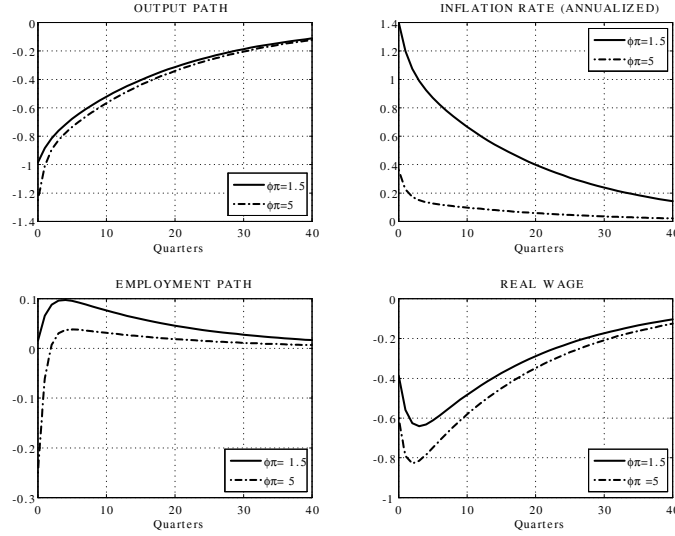 OUTPUT PATH
0
-0.2
-0.4
-0.6
-0.8
-1
-1.2
-1.4
0 10 20 30 40
Quarters
φπ=1.5
φπ=5
INFLATION RATE (ANNUALIZED)
1.4
1.2
1
0.8
0.6
0.4
0.2
0
0 10 20 30 40
Quarters
φπ=1.5
φπ=5
EMPLOYMENT PATH
0.1
0
-0.1
-0.2
-0.3
0 10 20 30 40
Quarters
φπ= 1.5
φπ= 5
REAL WAGE
0
-0.2
-0.4
-0.6
-0.8
-1
0 10 20 30 40
Quarters
φπ=1.5
φπ =5